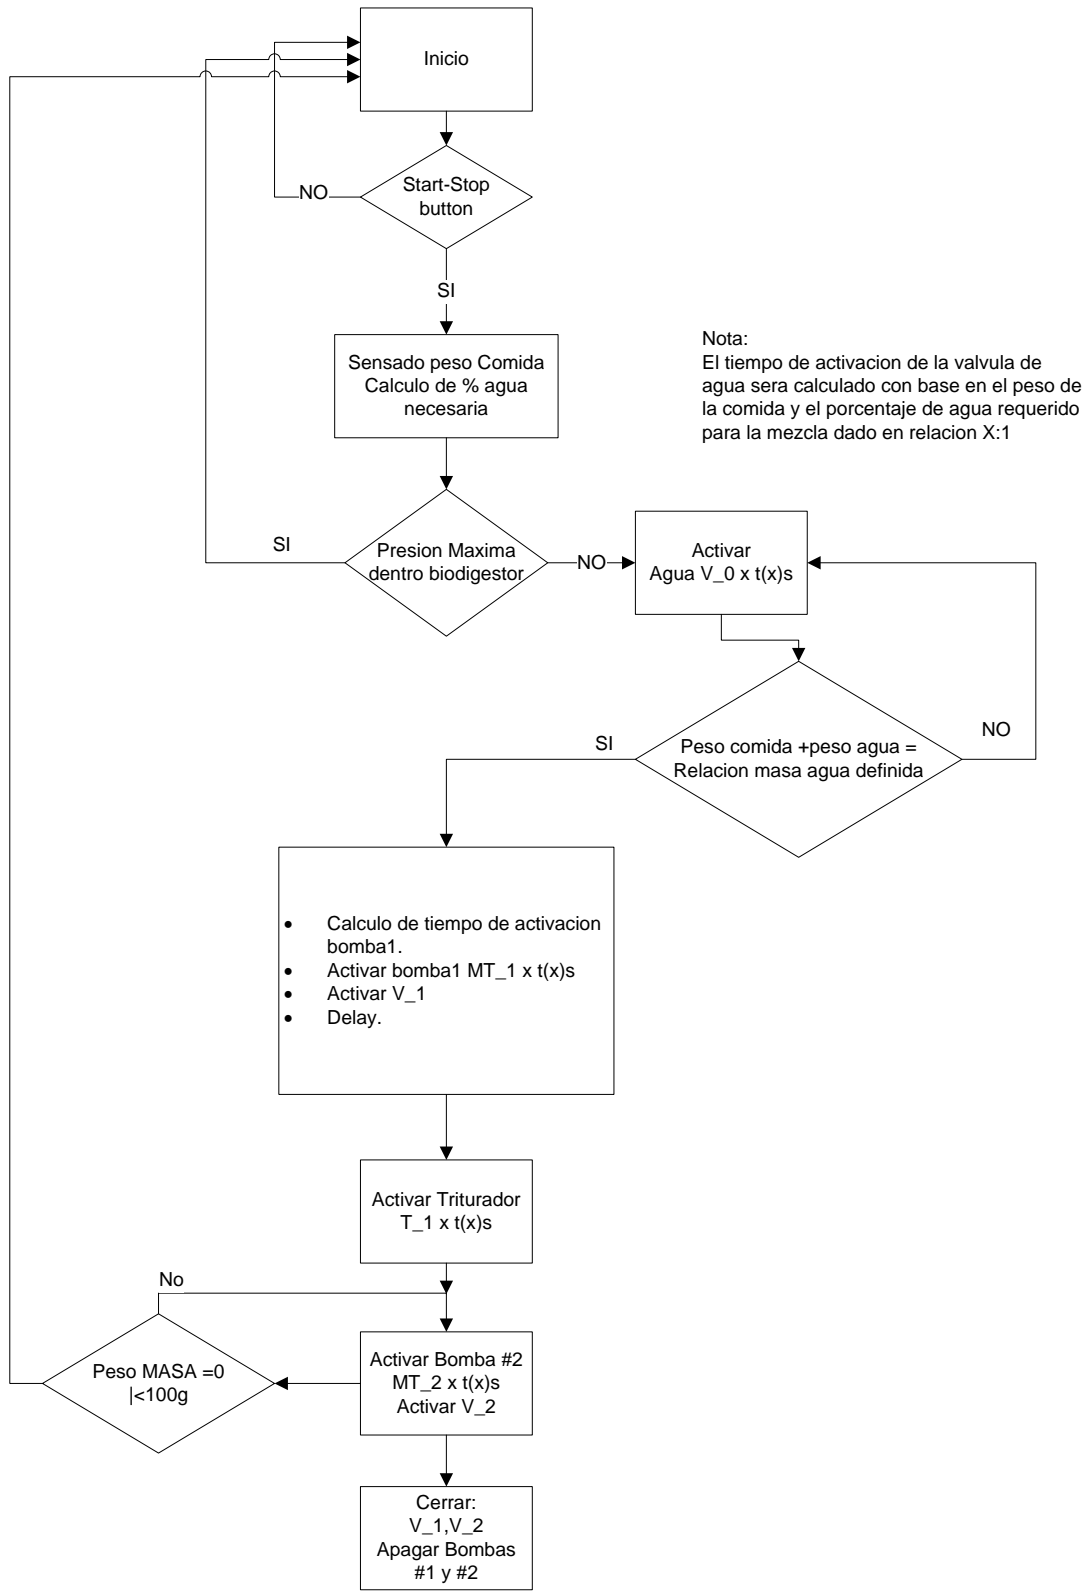 Inicio
Start-Stop
button
NO
SI
Sensado peso Comida
Calculo de % agua
necesaria
Nota:
El tiempo de activacion de la valvula de
agua sera calculado con base en el peso de
la comida y el porcentaje de agua requerido
para la mezcla dado en relacion X:1
SI
Presion Maxima
dentro biodigestor
NO
Activar
Agua V_0 x t(x)s
SI
Peso comida +peso agua =
Relacion masa agua definida
NO
• Calculo de tiempo de activacion
bomba1.
• Activar bomba1 MT_1 x t(x)s
• Activar V_1
• Delay.
Activar Triturador
T_1 x t(x)s
No
Peso MASA =0
|<100g
Activar Bomba #2
MT_2 x t(x)s
Activar V_2
Cerrar:
V_1,V_2
Apagar Bombas
#1 y #2